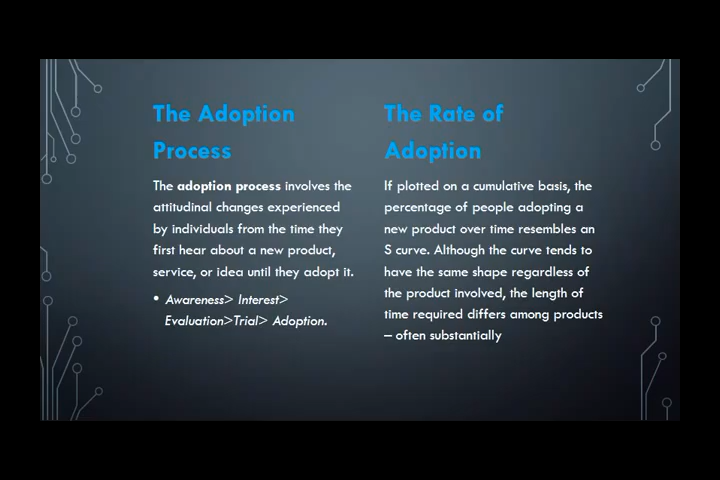 The Adoption
Process
The adoption process involves the
attitudinal changes experienced
by individuals from the time they
first hear about a new product,
service, or idea until they adopt it.
• Awareness> Interest>
Evaluation>Trial> Adoption.
The Rate of
Adoption
If plotted on a cumulative basis, the
percentage of people adopting a
new product over time resembles an
S curve. Although the curve tends to
have the same shape regardless of
the product involved, the length of
time required differs among products
– often substantially